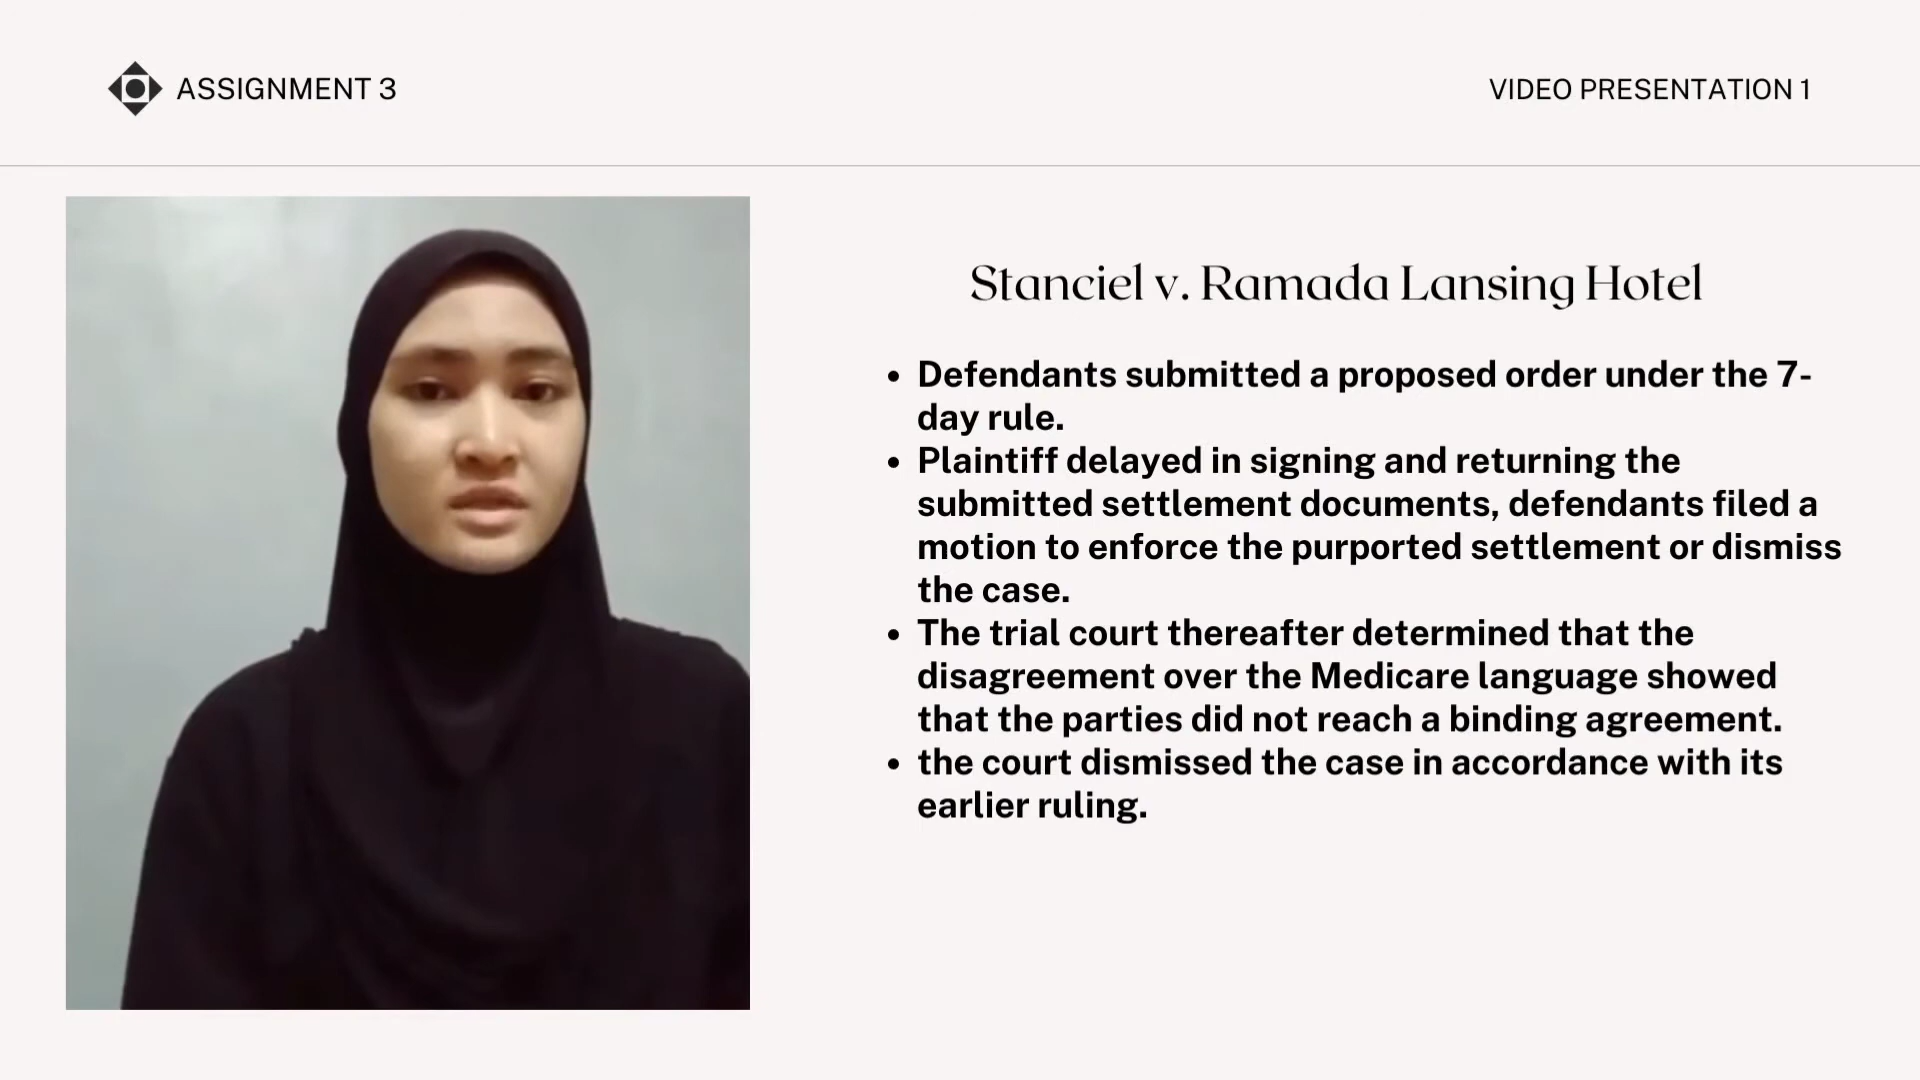 ASSIGNMENT 3
VIDEO PRESENTATION 1
Stanciel v. Ramada Lansing Hotel
• Defendants submitted a proposed order under the 7-
day rule.
• Plaintiff delayed in signing and returning the
submitted settlement documents, defendants filed a
motion to enforce the purported settlement or dismiss
the case.
• The trial court thereafter determined that the
disagreement over the Medicare language showed
that the parties did not reach a binding agreement.
• the court dismissed the case in accordance with its
earlier ruling.